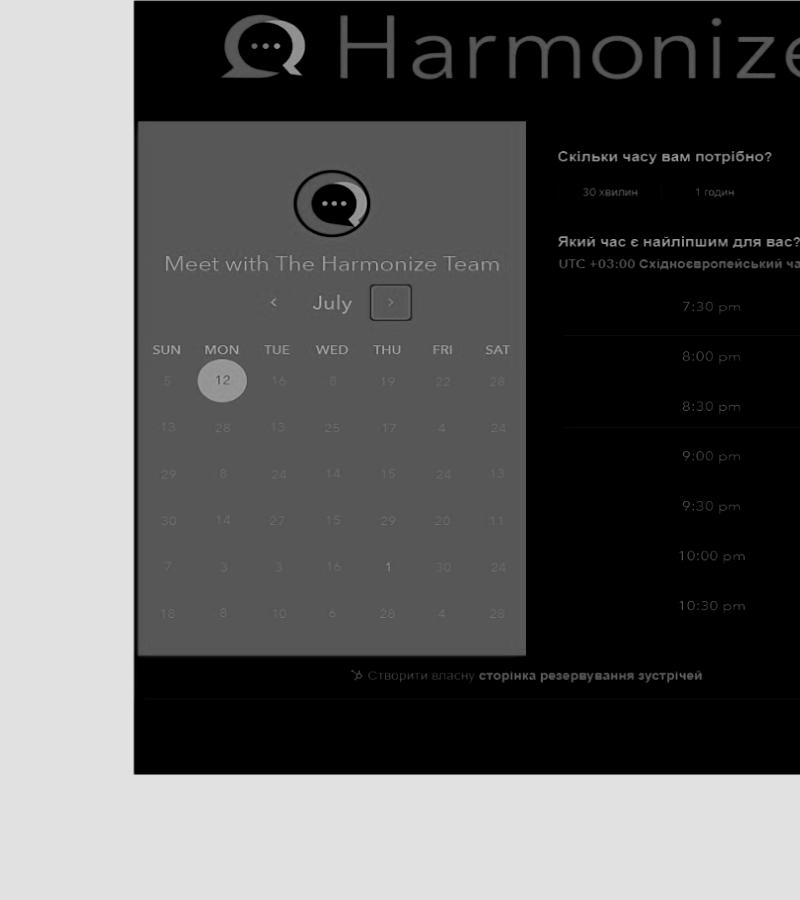 Harmonize
Meet with The Harmonize Team
July
SUN MON TUE WED THU FRI SAT
5 12 16 8 19 22 28
13 28 13 25 17 4 24
29 8 24 14 15 24 13
30 14 27 15 29 20 11
7 3 3 16 1 30 24
18 8 10 6 28 4 28
Скільки часу вам потрібно?
30 хвилин 1 годин
Який час є найліпшим для вас?
UTC +03:00 Східноєвропейський ча
7:30 pm
8:00 pm
8:30 pm
9:00 pm
9:30 pm
10:00 pm
10:30 pm
Створити власну сторінка резервування зустрічей